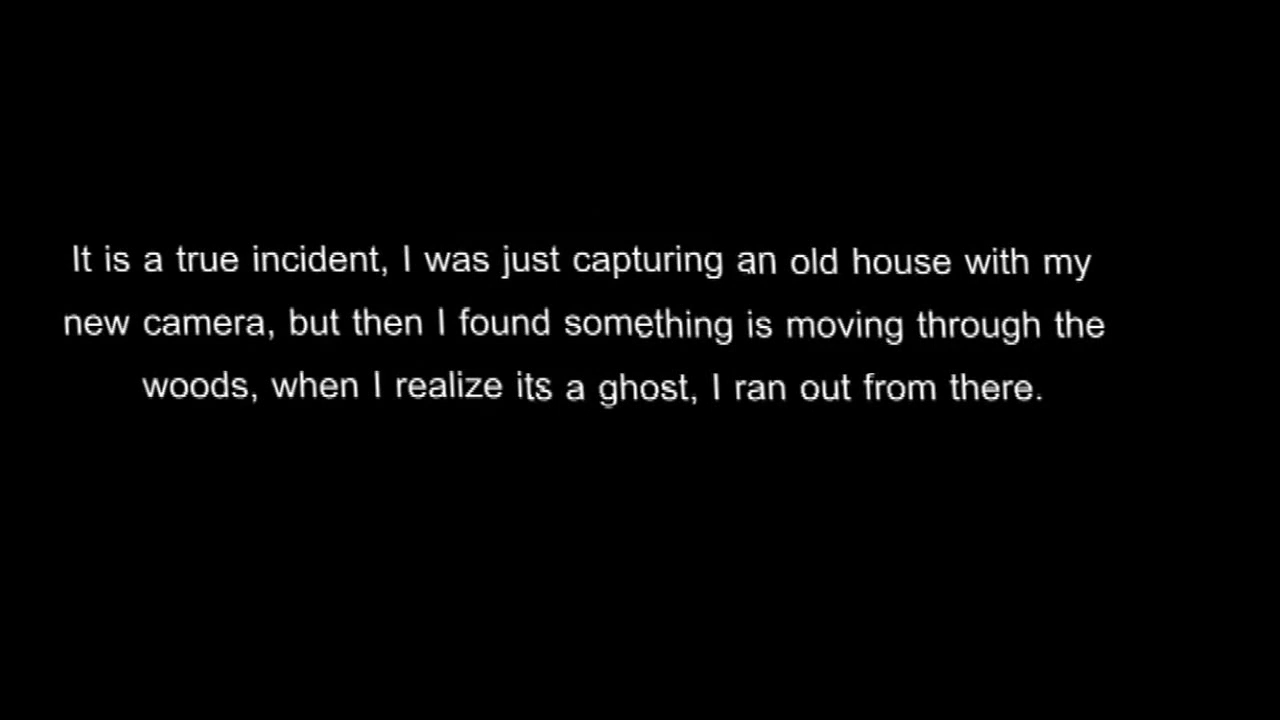 It is a true incident, I was just capturing an old house with my
new camera, but then I found something is moving through the
woods, when I realize its a ghost, I ran out from there.